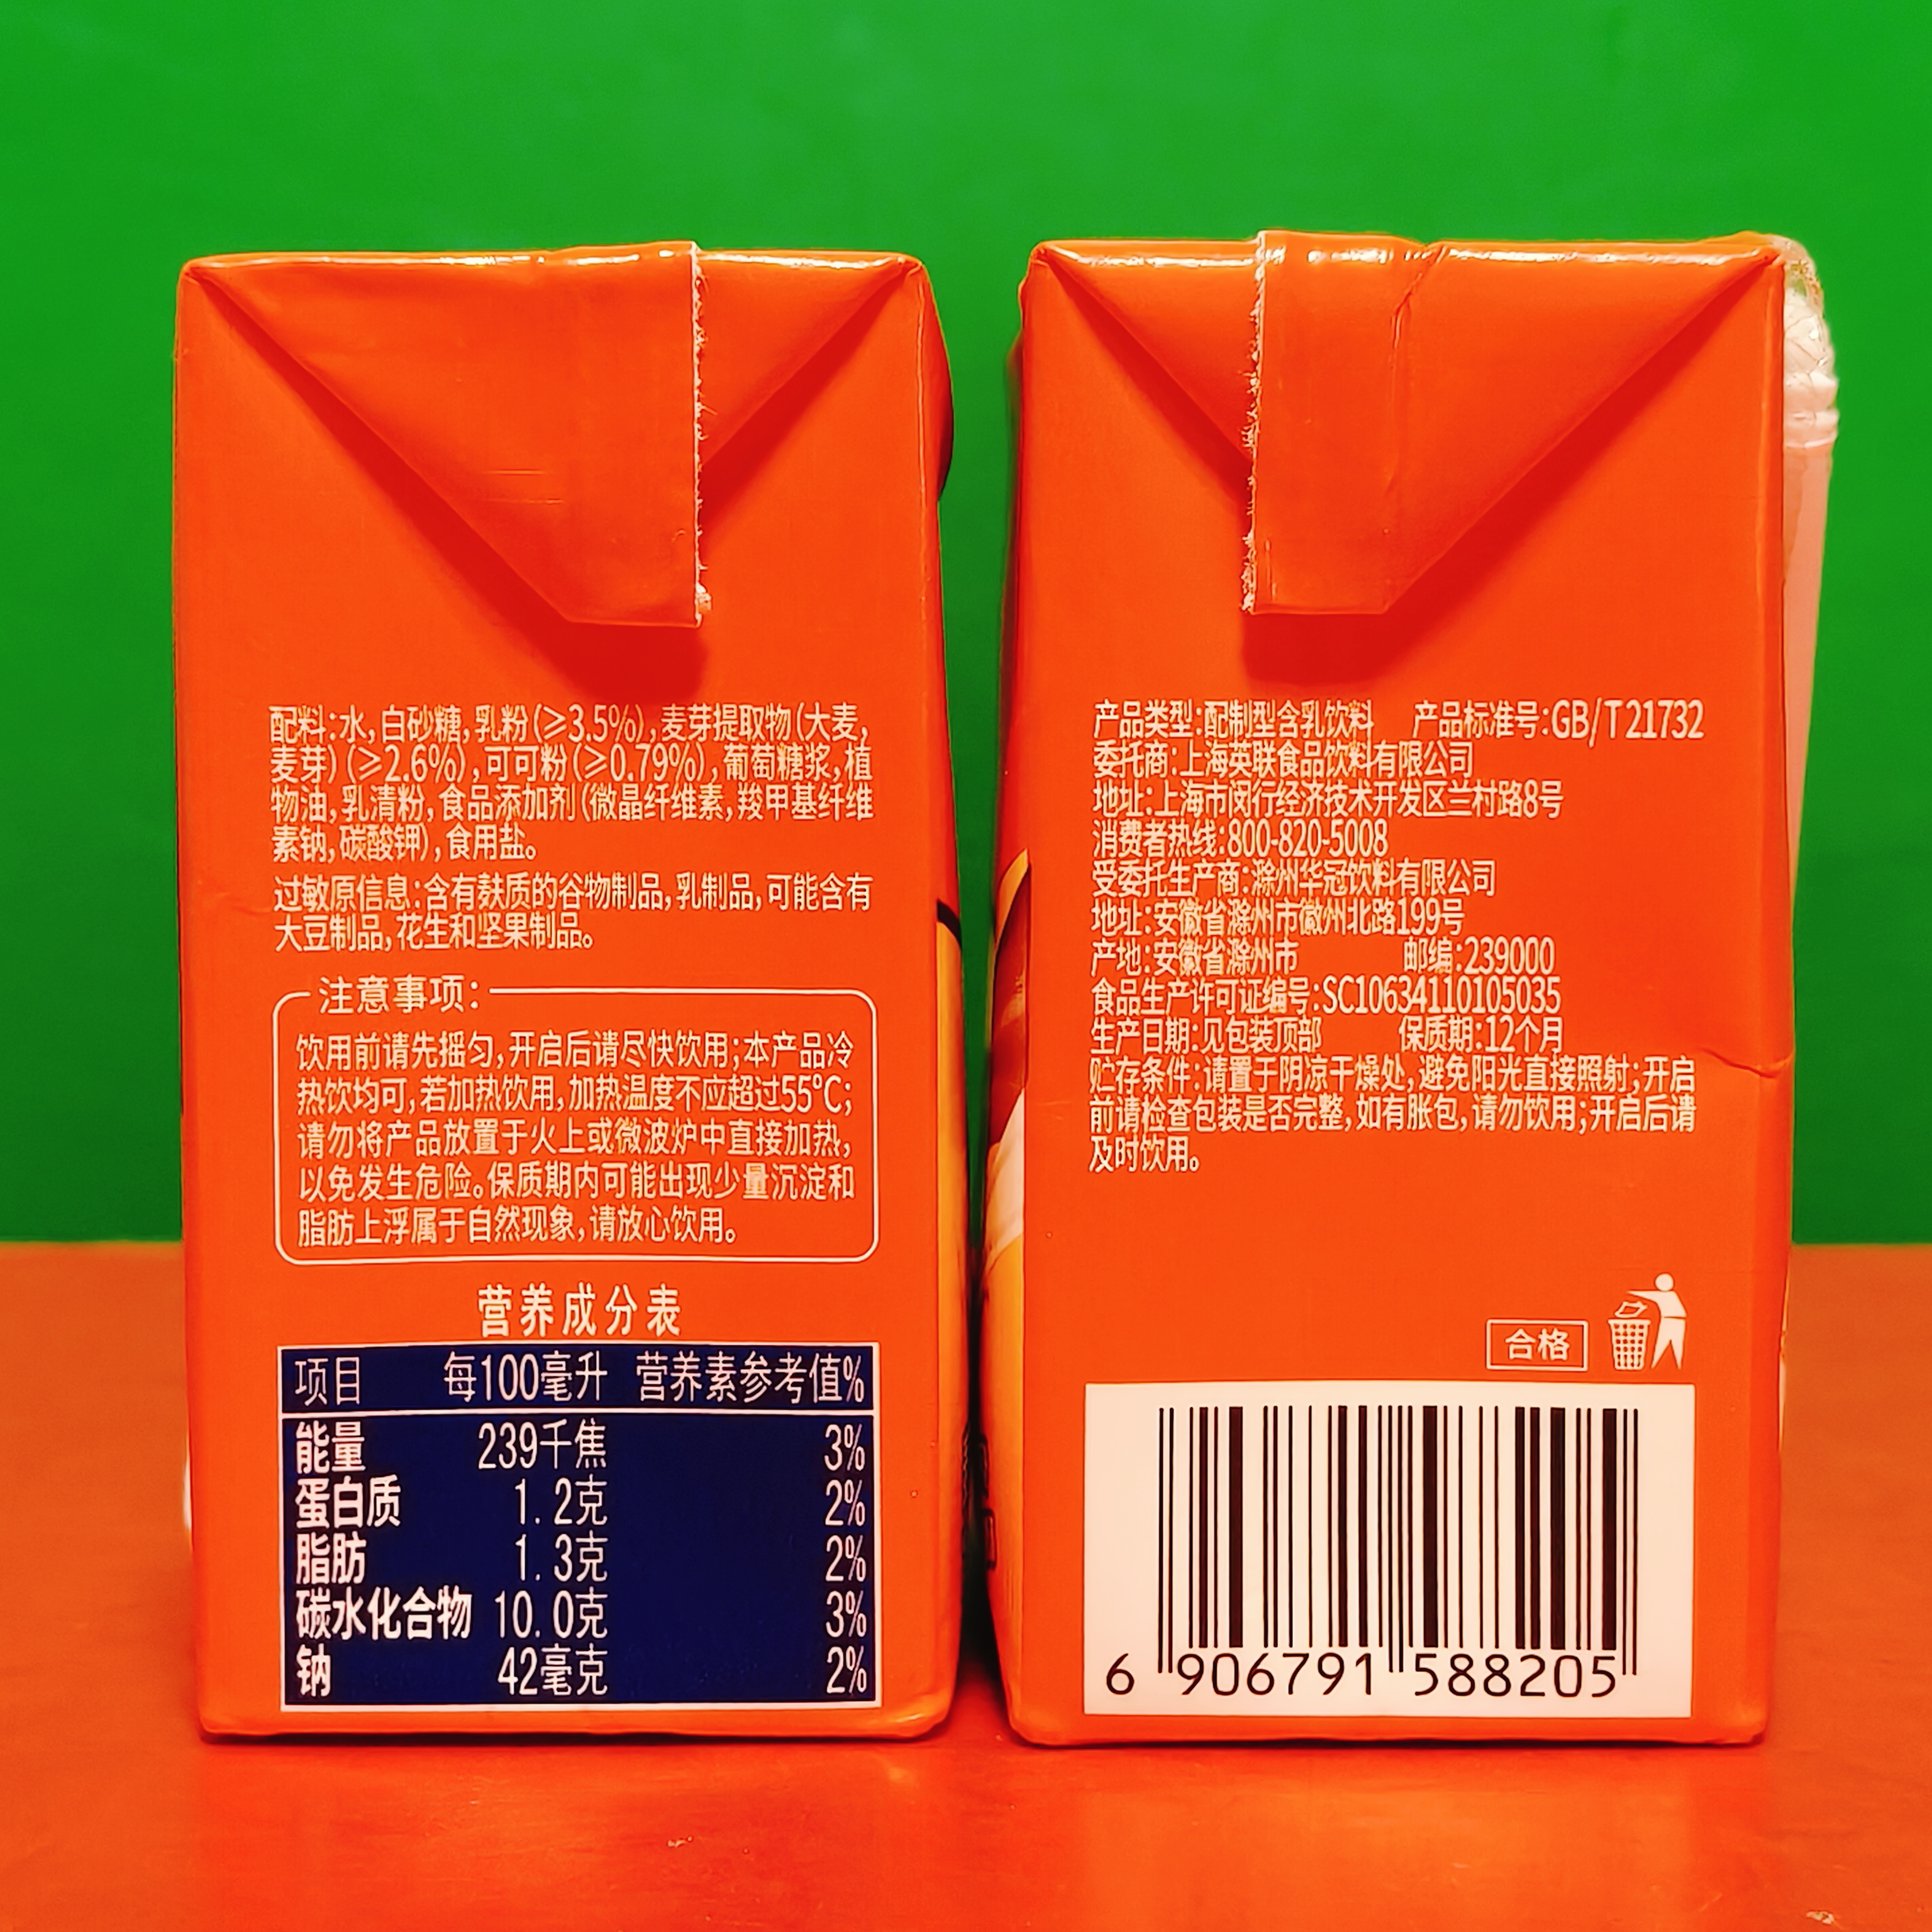 配料:水,白砂糖,乳粉(≥3.5%),麦芽提取物(大麦,
麦芽)(≥2.6%),可可粉(≥0.79%),葡萄糖浆,植
物油,乳清粉,食品添加剂(微晶纤维素,羧甲基纤维
素钠,碳酸钾),食用盐。
过敏原信息:含有麸质的谷物制品,乳制品,可能含有
大豆制品,花生和坚果制品。
注意事项:
饮用前请先摇匀,开启后请尽快饮用;本产品冷
热饮均可,若加热饮用,加热温度不应超过55℃;
请勿将产品放置于火上或微波炉中直接加热,
以免发生危险。保质期内可能出现少量沉淀和
脂肪上浮属于自然现象,请放心饮用。
营养成分表
项目 每100毫升 营养素参考值%
能量 239千焦 3%
蛋白质 1.2克 2%
脂肪 1.3克 2%
碳水化合物 10.0克 3%
钠 42毫克 2%
产品类型:配制型含乳饮料 产品标准号:GB/T21732
委托商:上海英联食品饮料有限公司
地址:上海市闵行经济技术开发区兰村路8号
消费者热线:800-820-5008
受委托生产商:滁州华冠饮料有限公司
地址:安徽省滁州市徽州北路199号
产地:安徽省滁州市 邮编:239000
食品生产许可证编号:SC10634110105035
生产日期:见包装顶部 保质期:12个月
贮存条件:请置于阴凉干燥处,避免阳光直接照射;开启
前请检查包装是否完整,如有胀包,请勿饮用;开启后请
及时饮用。
合格
6 906791 588205